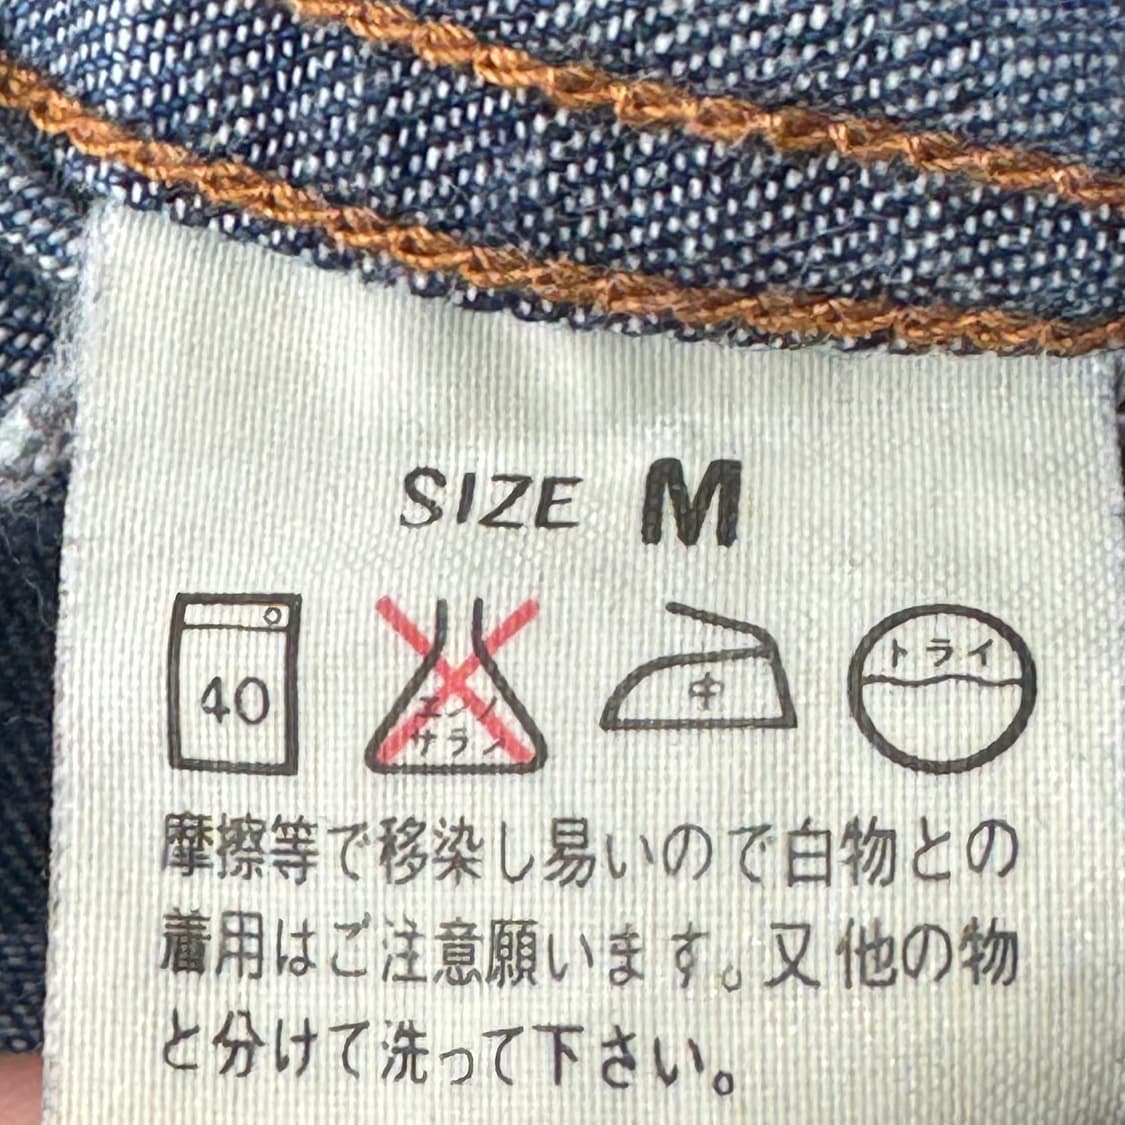 SIZE M
40
エンソ
サラシ
中
ドライ
摩擦等で移染し易いので白物との
着用はご注意願います。又他の物
と分けて洗って下さい。